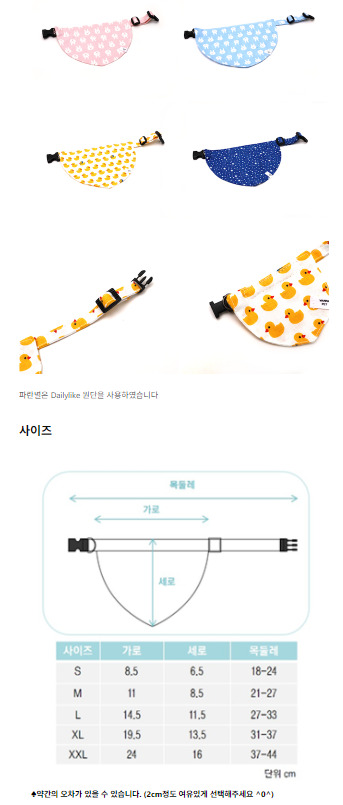 파란별은 Dailylike 원단을 사용하였습니다
사이즈
목둘레
가로
세로
사이즈 가로 세로 목둘레
S 8.5 6.5 18-24
M 11 8.5 21-27
L 14.5 11.5 27-33
XL 19.5 13.5 31-37
XXL 24 16 37-44
단위 cm
♠약간의 오차가 있을 수 있습니다. (2cm정도 여유있게 선택해주세요 ^0^)